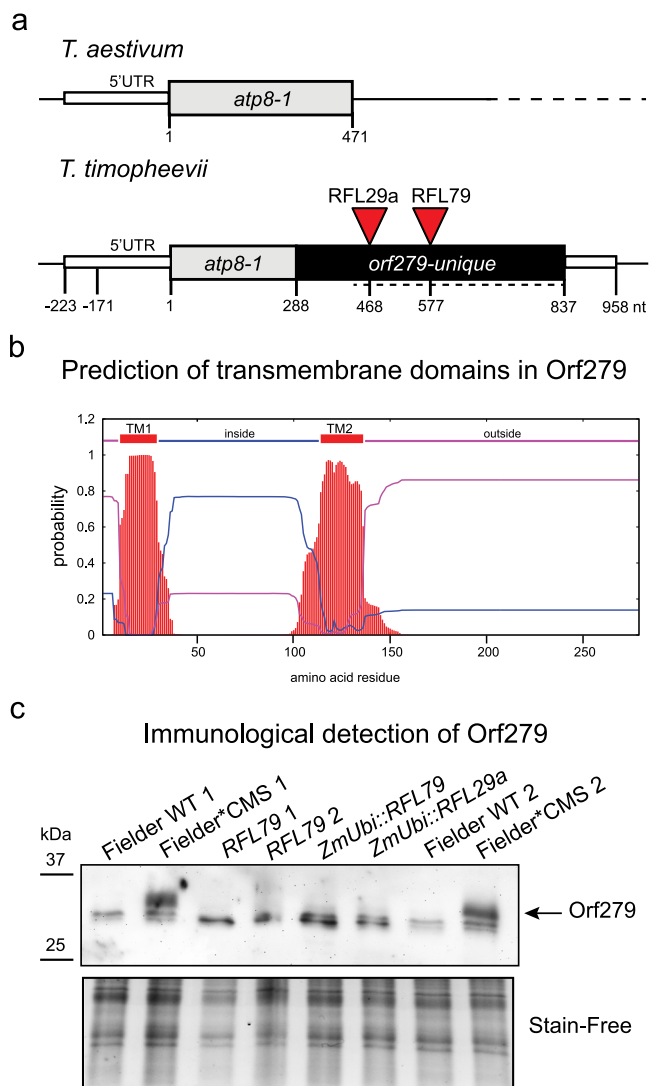 a
T. aestivum
5'UTR
atp8-1
1
471
T. timopheevii
RFL29a
RFL79
5'UTR
atp8-1
orf279-unique
-223
-171
1
288
468
577
837
958 nt
b
Prediction of transmembrane domains in Orf279
1.2
1
0.8
0.6
0.4
0.2
0
probability
TM1
inside
TM2
outside
50
100
150
200
250
amino acid residue
c
Immunological detection of Orf279
kDa
37
25
Fielder WT 1
Fielder*CMS 1
RFL79 1
RFL79 2
ZmUbi::RFL79
ZmUbi::RFL29a
Fielder WT 2
Fielder*CMS 2
Orf279
Stain-Free